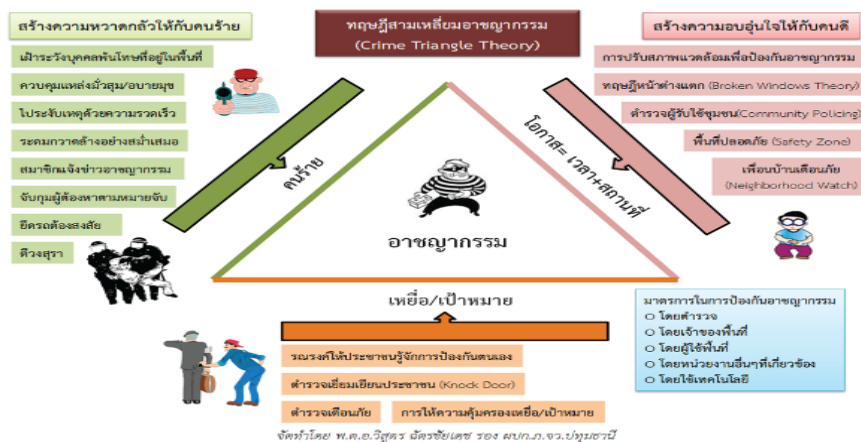 สร้างความหวาดกลัวให้กับคนร้าย
เฝ้าระวังบุคคลพ้นโทษที่อยู่ในพื้นที่
ควบคุมแหล่งมั่วสุม/อบายมุข
ไประงับเหตุด้วยความรวดเร็ว
ระดมกวาดล้างอย่างสม่ำเสมอ
สมาชิกแจ้งข่าวอาชญากรรม
จับกุมผู้ต้องหาตามหมายจับ
ยึดรถต้องสงสัย
ตีวงสุรา
ทฤษฎีสามเหลี่ยมอาชญากรรม
(Crime Triangle Theory)
สร้างความอบอุ่นใจให้กับคนดี
การปรับสภาพแวดล้อมเพื่อป้องกันอาชญากรรม
ทฤษฎีหน้าต่างแตก (Broken Windows Theory)
ตำรวจผู้รับใช้ชุมชน(Community Policing)
พื้นที่ปลอดภัย (Safety Zone)
เพื่อนบ้านเตือนภัย
(Neighborhood Watch)
คนร้าย
โอกาส= เวลา+สถานที่
อาชญากรรม
เหยื่อ/เป้าหมาย
รณรงค์ให้ประชาชนรู้จักการป้องกันตนเอง
ตำรวจเยี่ยมเยียนประชาชน (Knock Door)
ตำรวจเตือนภัย
การให้ความคุ้มครองเหยื่อ/เป้าหมาย
มาตรการในการป้องกันอาชญากรรม
O โดยตำรวจ
O โดยเจ้าของพื้นที่
O โดยผู้ใช้พื้นที่
O โดยหน่วยงานอื่นๆที่เกี่ยวข้อง
O โดยใช้เทคโนโลยี
จัดทำโดย พ.ต.อ.วิสูตร ฉัตรชัยเดช รอง ผบก.ภ.จว.ปทุมธานี